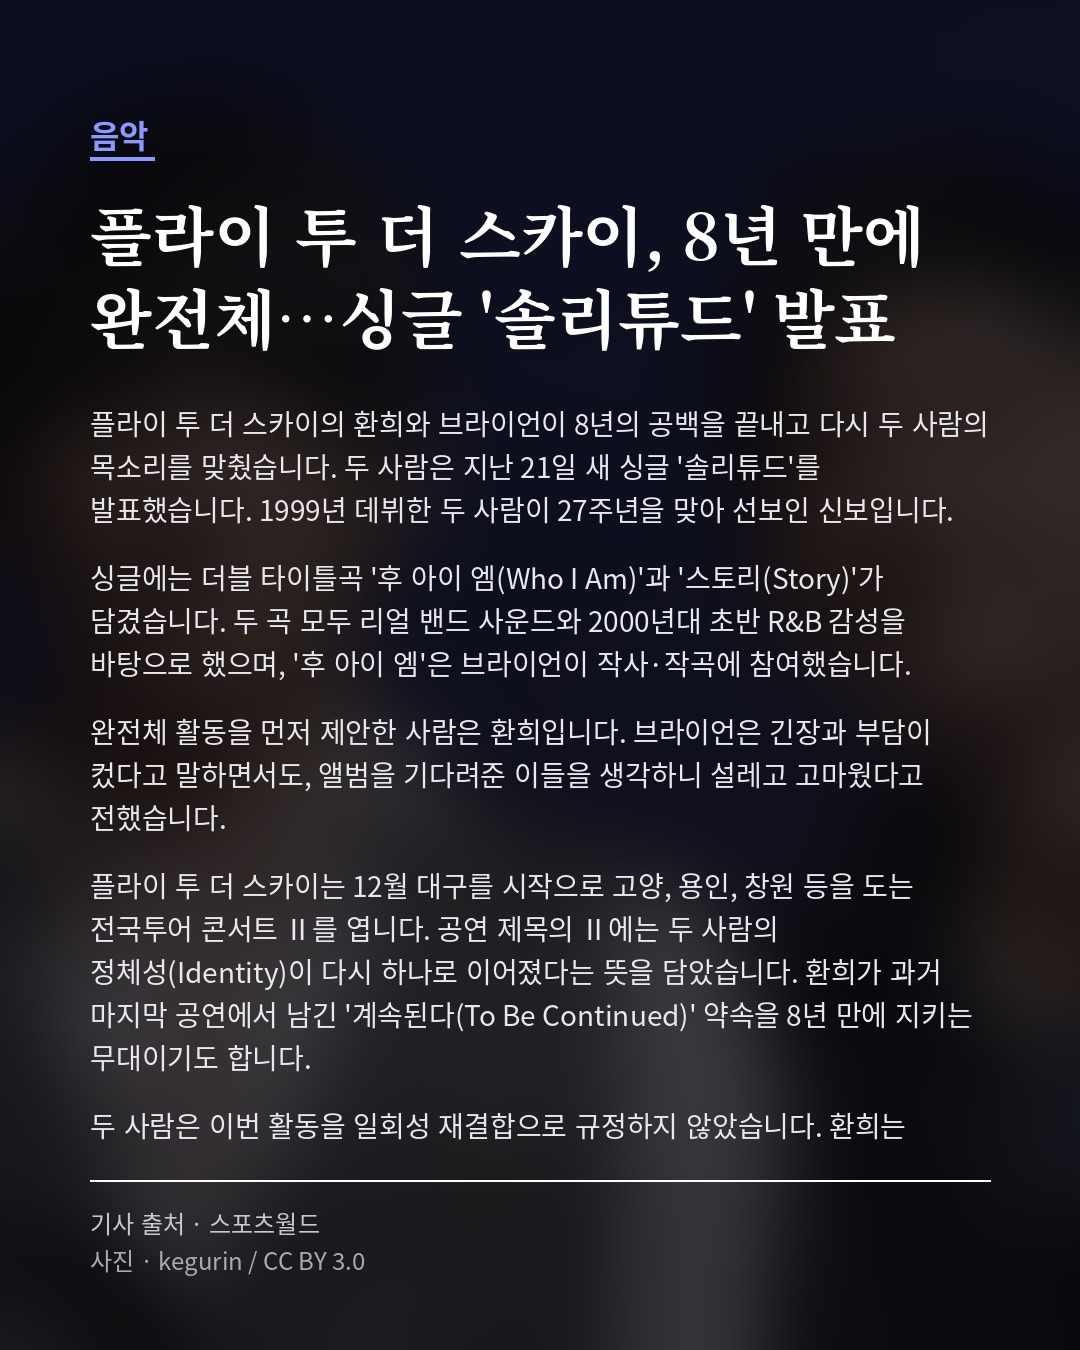 음악
플라이 투 더 스카이, 8년 만에
완전체…싱글 '솔리튜드' 발표
플라이 투 더 스카이의 환희와 브라이언이 8년의 공백을 끝내고 다시 두 사람의
목소리를 맞췄습니다. 두 사람은 지난 21일 새 싱글 '솔리튜드'를
발표했습니다. 1999년 데뷔한 두 사람이 27주년을 맞아 선보인 신보입니다.
싱글에는 더블 타이틀곡 '후 아이 엠(Who I Am)'과 '스토리(Story)'가
담겼습니다. 두 곡 모두 리얼 밴드 사운드와 2000년대 초반 R&B 감성을
바탕으로 했으며, '후 아이 엠'은 브라이언이 작사·작곡에 참여했습니다.
완전체 활동을 먼저 제안한 사람은 환희입니다. 브라이언은 긴장과 부담이
컸다고 말하면서도, 앨범을 기다려준 이들을 생각하니 설레고 고마웠다고
전했습니다.
플라이 투 더 스카이는 12월 대구를 시작으로 고양, 용인, 창원 등을 도는
전국투어 콘서트 Ⅱ를 엽니다. 공연 제목의 Ⅱ에는 두 사람의
정체성(Identity)이 다시 하나로 이어졌다는 뜻을 담았습니다. 환희가 과거
마지막 공연에서 남긴 '계속된다(To Be Continued)' 약속을 8년 만에 지키는
무대이기도 합니다.
두 사람은 이번 활동을 일회성 재결합으로 규정하지 않았습니다. 환희는
기사 출처 · 스포츠월드
사진 · kegurin / CC BY 3.0